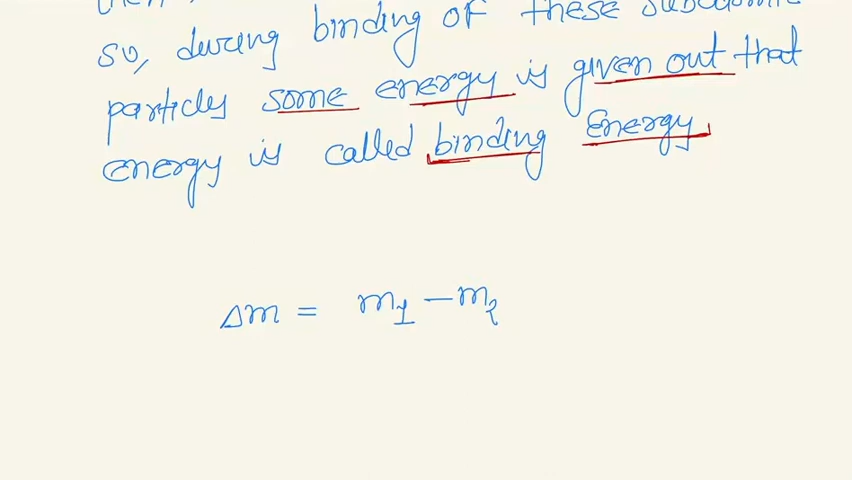 so, during binding of these
particles some energy is given out that
energy is called binding Energy
Δm = m₁ − m₂